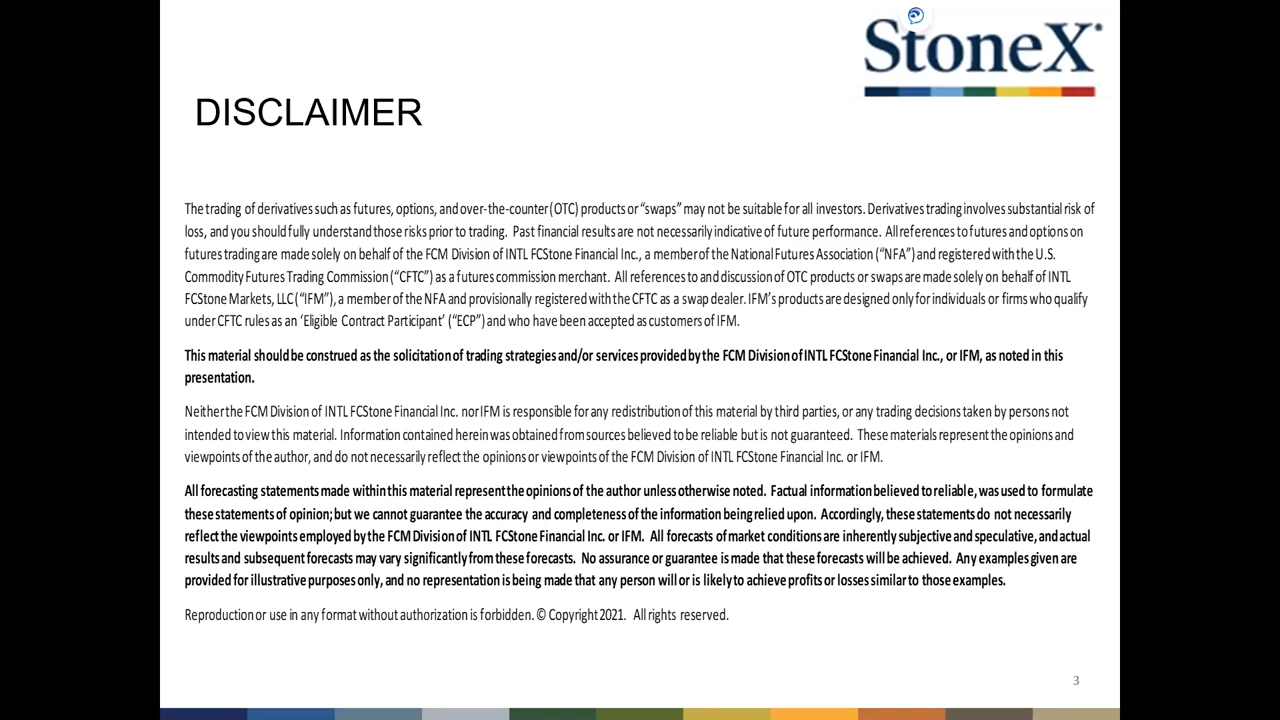 StoneX
DISCLAIMER
The trading of derivatives such as futures, options, and over-the-counter (OTC) products or “swaps” may not be suitable for all investors. Derivatives trading involves substantial risk of
loss, and you should fully understand those risks prior to trading. Past financial results are not necessarily indicative of future performance. All references to futures and options on
futures trading are made solely on behalf of the FCM Division of INTL FCStone Financial Inc., a member of the National Futures Association (“NFA”) and registered with the U.S.
Commodity Futures Trading Commission (“CFTC”) as a futures commission merchant. All references to and discussion of OTC products or swaps are made solely on behalf of INTL
FCStone Markets, LLC (“IFM”), a member of the NFA and provisionally registered with the CFTC as a swap dealer. IFM’s products are designed only for individuals or firms who qualify
under CFTC rules as an ‘Eligible Contract Participant’ (“ECP”) and who have been accepted as customers of IFM.
This material should be construed as the solicitation of trading strategies and/or services provided by the FCM Division of INTL FCStone Financial Inc., or IFM, as noted in this
presentation.
Neither the FCM Division of INTL FCStone Financial Inc. nor IFM is responsible for any redistribution of this material by third parties, or any trading decisions taken by persons not
intended to view this material. Information contained herein was obtained from sources believed to be reliable but is not guaranteed. These materials represent the opinions and
viewpoints of the author, and do not necessarily reflect the opinions or viewpoints of the FCM Division of INTL FCStone Financial Inc. or IFM.
All forecasting statements made within this material represent the opinions of the author unless otherwise noted. Factual information believed to reliable, was used to formulate
these statements of opinion; but we cannot guarantee the accuracy and completeness of the information being relied upon. Accordingly, these statements do not necessarily
reflect the viewpoints employed by the FCM Division of INTL FCStone Financial Inc. or IFM. All forecasts of market conditions are inherently subjective and speculative, and actual
results and subsequent forecasts may vary significantly from these forecasts. No assurance or guarantee is made that these forecasts will be achieved. Any examples given are
provided for illustrative purposes only, and no representation is being made that any person will or is likely to achieve profits or losses similar to those examples.
Reproduction or use in any format without authorization is forbidden. © Copyright 2021. All rights reserved.
3